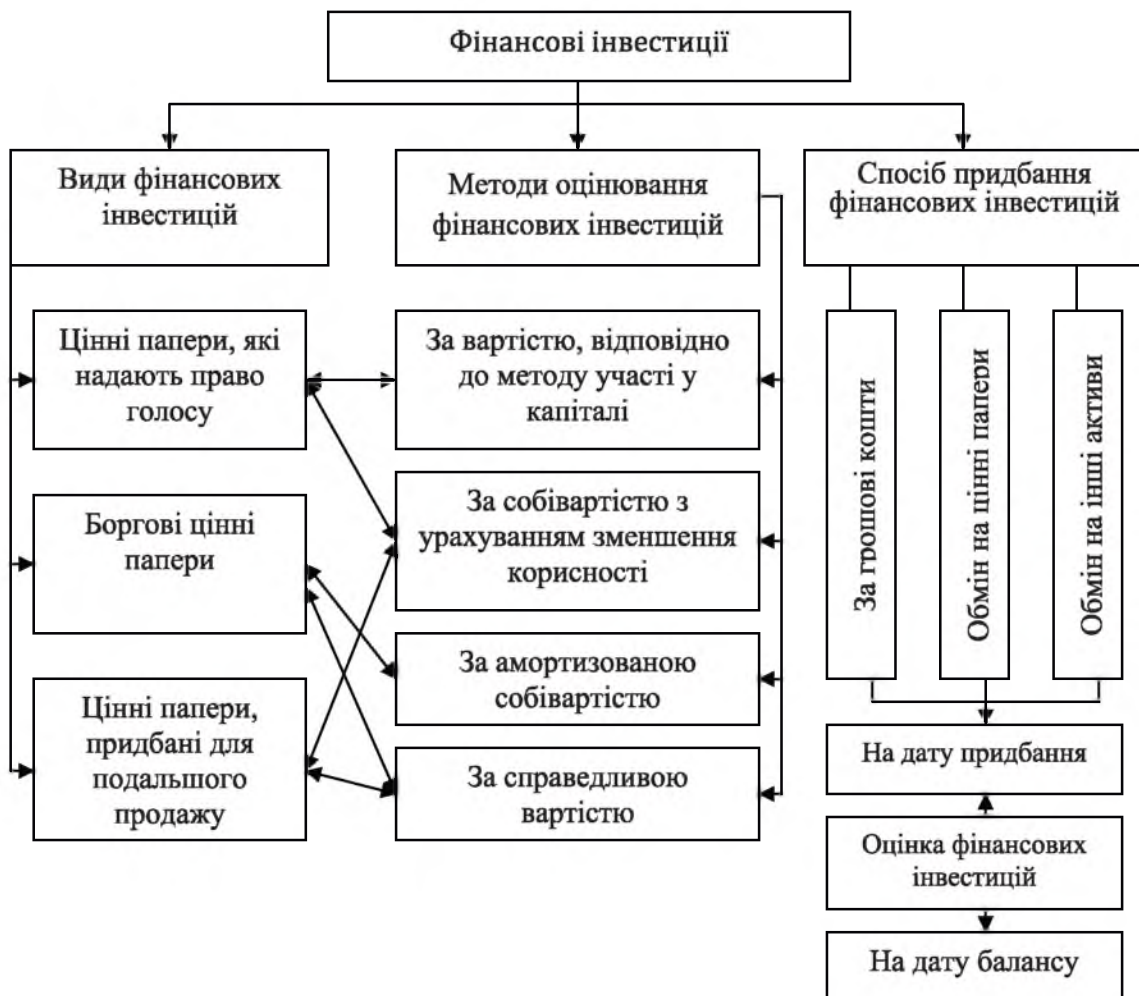 Фінансові інвестиції
Види фінансових
інвестицій
Методи оцінювання
фінансових інвестицій
Спосіб придбання
фінансових інвестицій
Цінні папери, які
надають право
голосу
Боргові цінні
папери
Цінні папери,
придбані для
подальшого
продажу
За вартістю, відповідно
до методу участі у
капіталі
За собівартістю з
урахуванням зменшення
корисності
За амортизованою
собівартістю
За справедливою
вартістю
За грошові кошти
Обмін на цінні папери
Обмін на інші активи
На дату придбання
Оцінка фінансових
інвестицій
На дату балансу